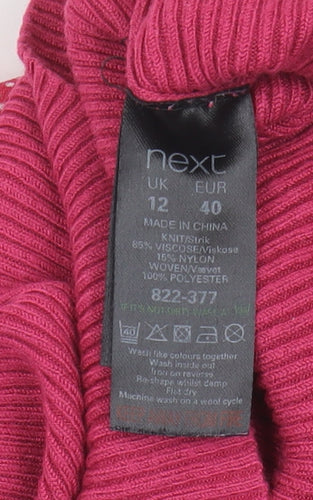 next
UK EUR
12 40
MADE IN CHINA
KNIT/Strik
85% VISCOSE/Viskose
15% NYLON
WOVEN/Vævet
100% POLYESTER
822-377
40
Wash like colours together
Wash inside out
Iron on reverse
Re-shape whilst damp
Flat dry
Machine wash on a wool cycle